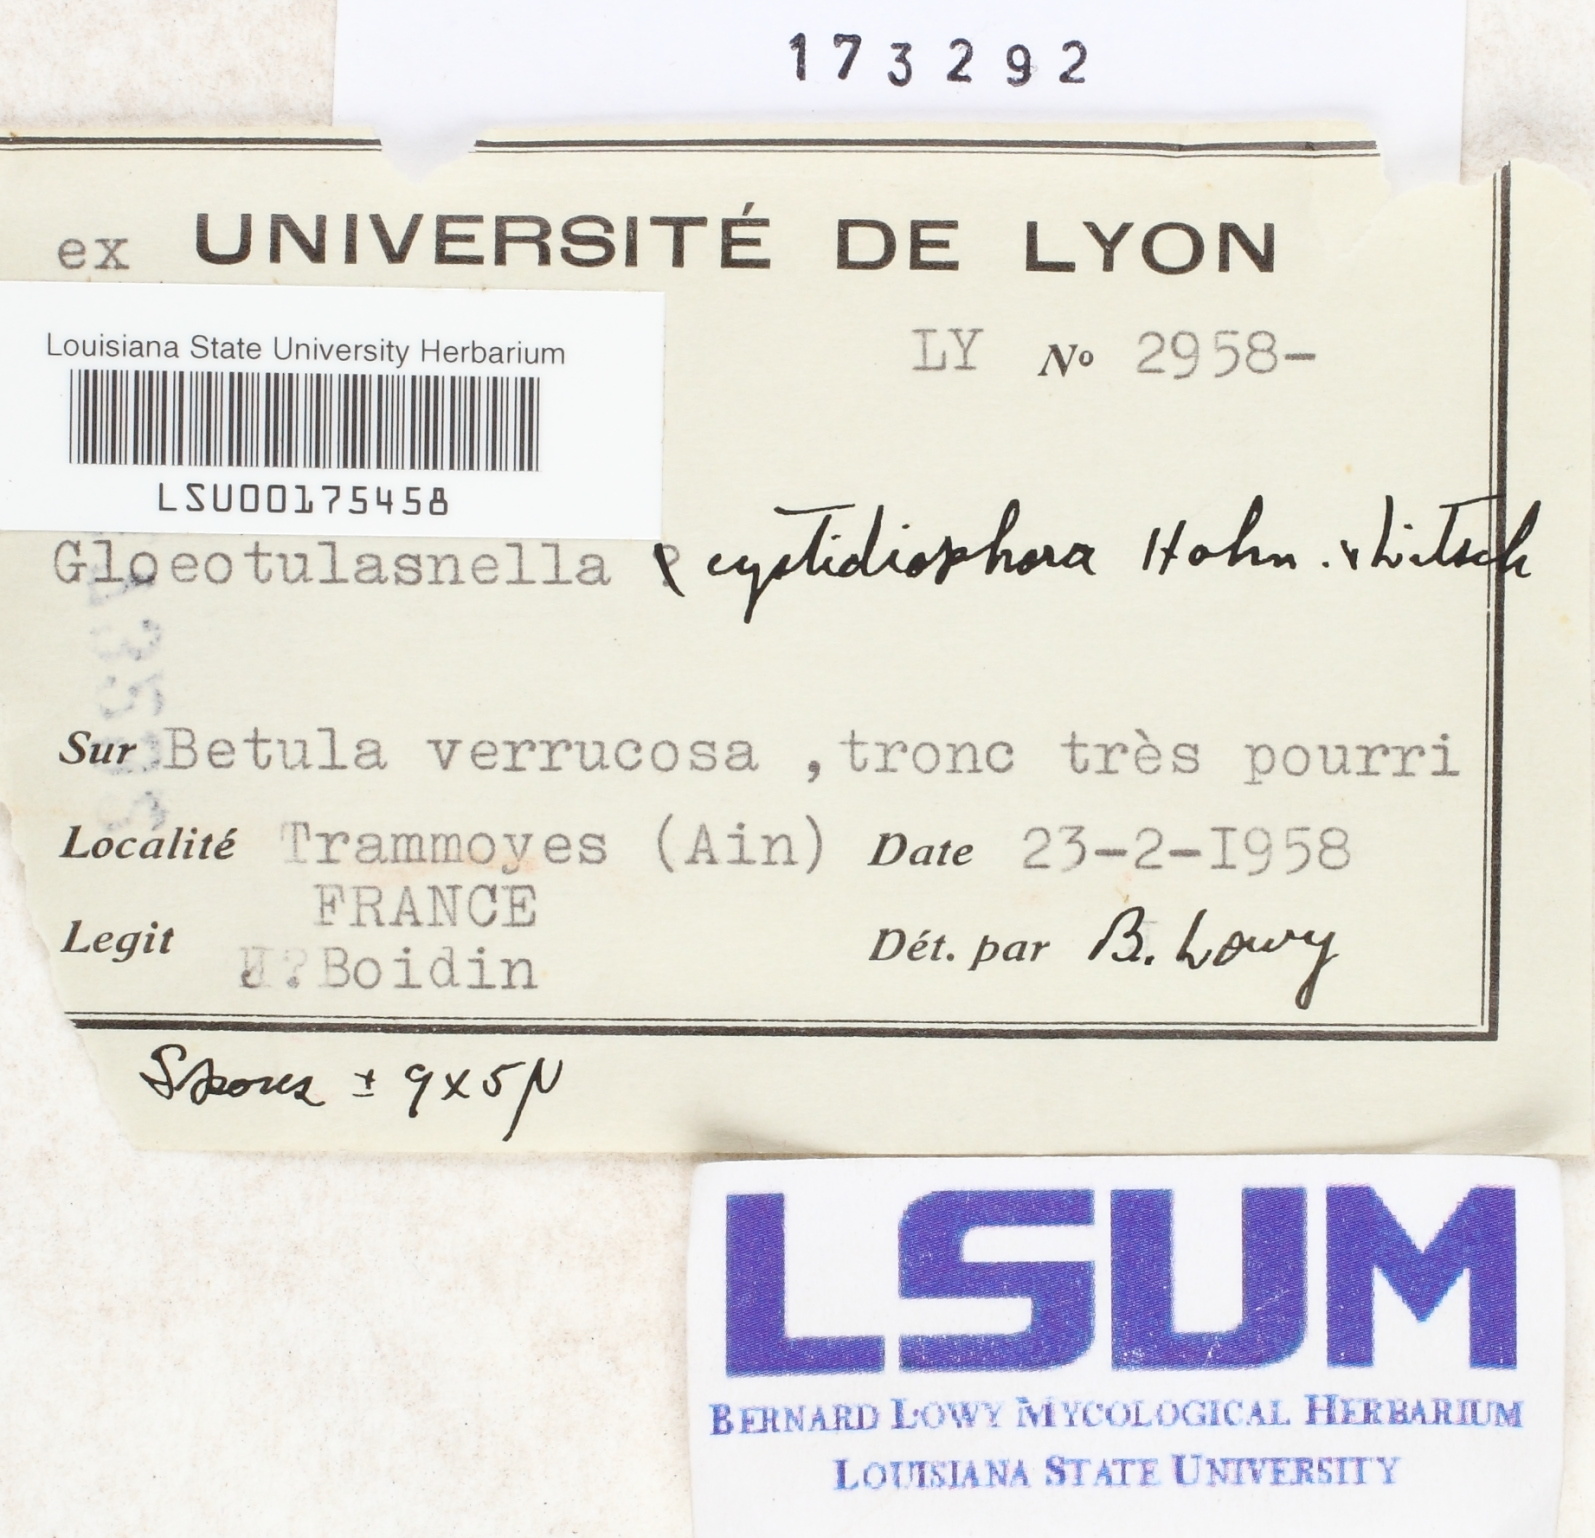 173292
ex UNIVERSITÉ DE LYON
LY No 2958-
Louisiana State University Herbarium
LSU00175458
Gloeotulasnella ? cystidiophora Hohn. & Litsch
Sur Betula verrucosa ,tronc très pourri
Localité Trammoyes (Ain) Date 23-2-I958
FRANCE
Legit Boidin Dét. par B. Lowy
Spores ± 9x5µ
LSUM
BERNARD LOWY MYCOLOGICAL HERBARIUM
LOUISIANA STATE UNIVERSITY